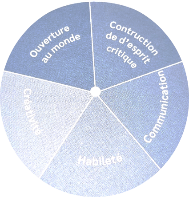 Ouverture
au monde
Contruction
de d'esprit
critique
Communication
Habileté
Créativité